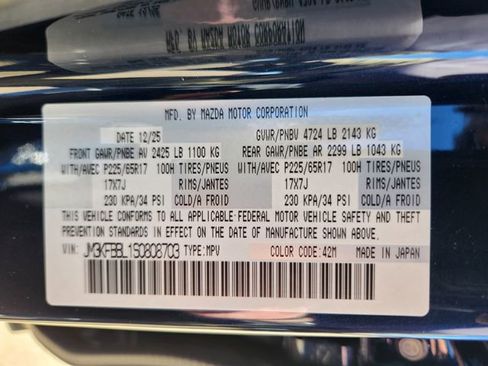 MFD. BY MAZDA MOTOR CORPORATION
DATE 12/25 GVWR/PNBV 4724 LB 2143 KG
FRONT GAWR/PNBE AV 2425 LB 1100 KG REAR GAWR/PNBE AR 2299 LB 1043 KG
WITH/AVEC P225/65R17 100H TIRES/PNEUS WITH/AVEC P225/65R17 100H TIRES/PNEUS
17X7J RIMS/JANTES 17X7J RIMS/JANTES
230 KPA/34 PSI COLD/A FROID 230 KPA/34 PSI COLD/A FROID
THIS VEHICLE CONFORMS TO ALL APPLICABLE FEDERAL MOTOR VEHICLE SAFETY AND THEFT PREVENTION STANDARDS IN EFFECT ON THE DATE OF MANUFACTURE SHOWN ABOVE.
VIN: JM3KFBBL1S0808703 TYPE: MPV COLOR CODE: 42M MADE IN JAPAN